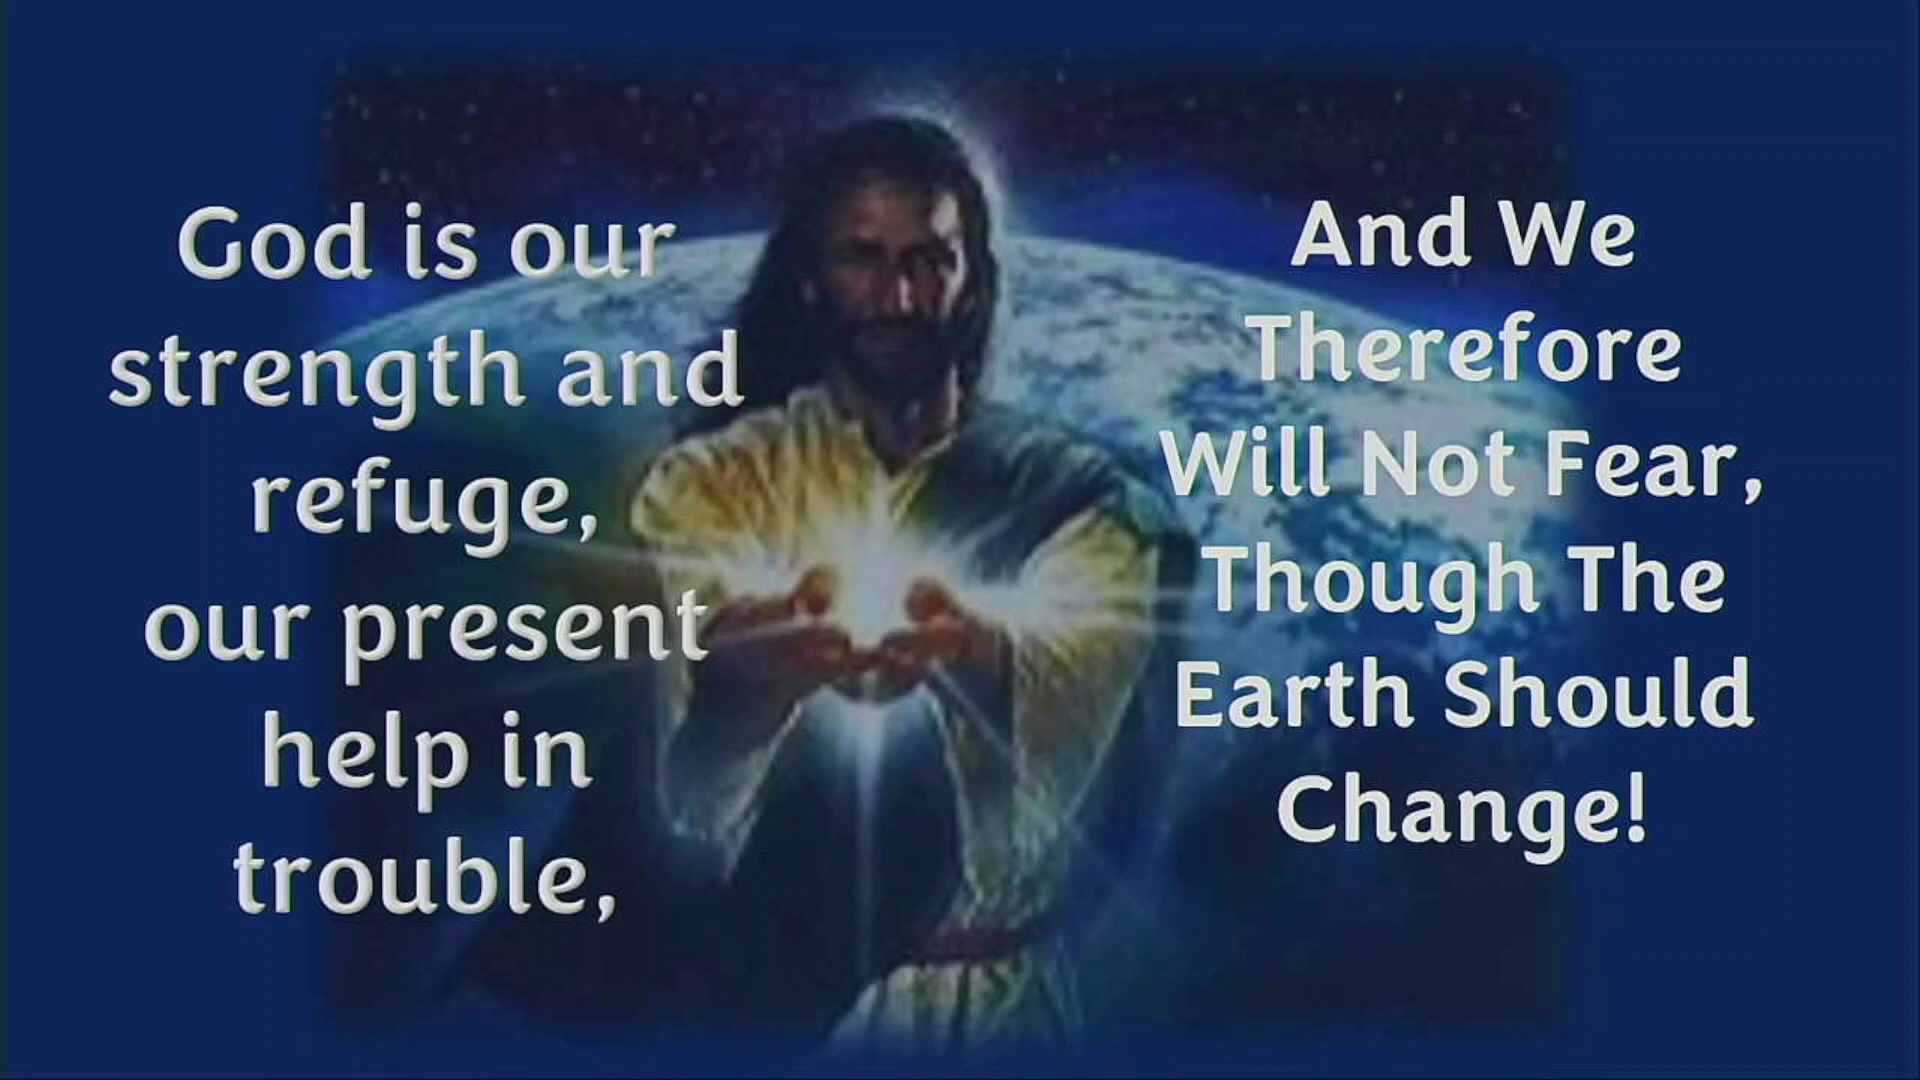 God is our
strength and
refuge,
our present
help in
trouble,
And We
Therefore
Will Not Fear,
Though The
Earth Should
Change!